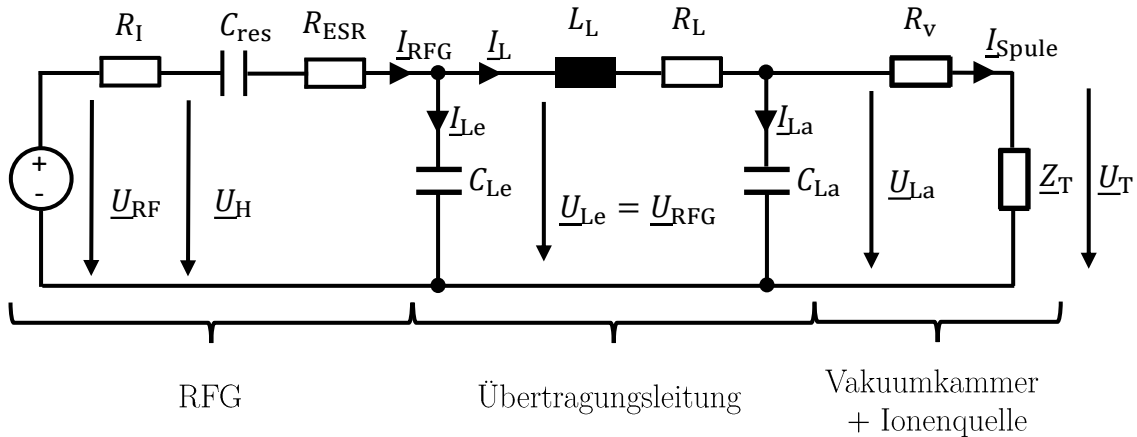 R_I C_res R_ESR I_RFG I_L L_L R_L R_v I_Spule
+
-
I_Le I_La
U_RF U_H C_Le U_Le = U_RFG C_La U_La Z_T U_T
RFG Übertragungsleitung Vakuumkammer
+ Ionenquelle